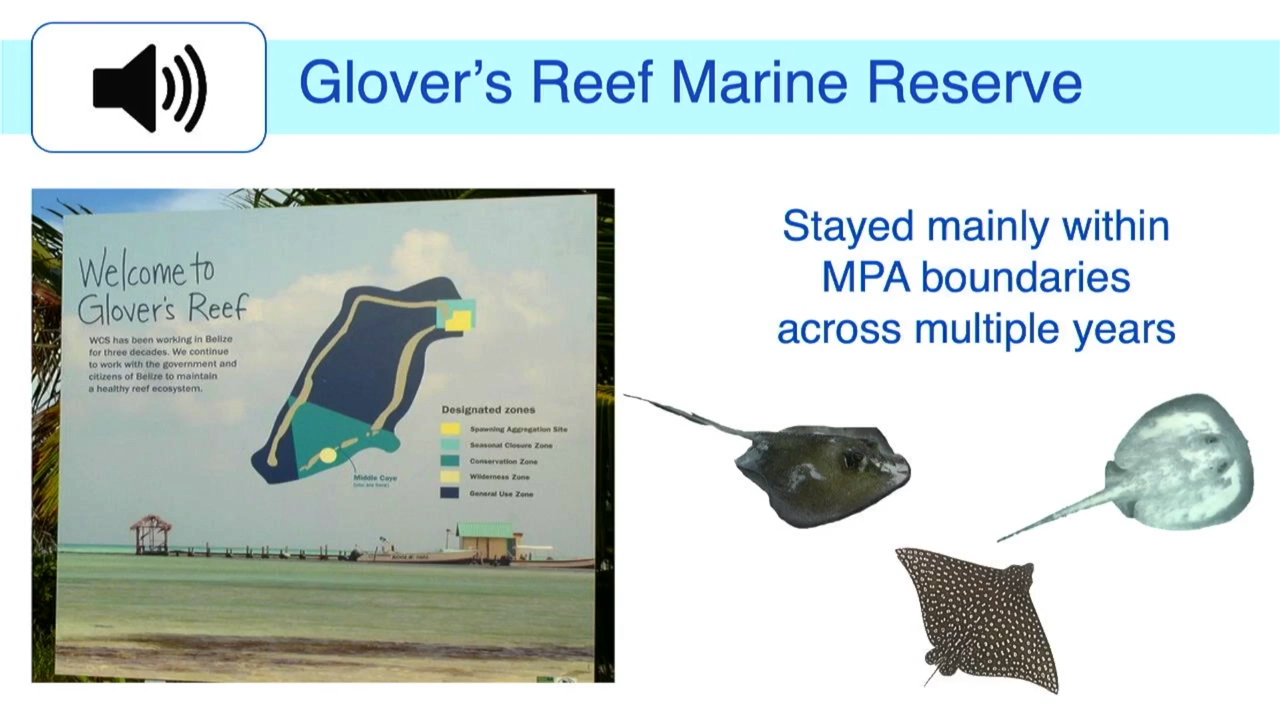 Glover's Reef Marine Reserve
Welcome to
Glover's Reef
WCS has been working in Belize
for three decades. We continue
to work with the government and
citizens of Belize to maintain
a healthy reef ecosystem.
Designated zones
Spawning Aggregation Site
Seasonal Closure Zone
Conservation Zone
Wilderness Zone
General Use Zone
Middle Caye
(you are here)
Stayed mainly within
MPA boundaries
across multiple years